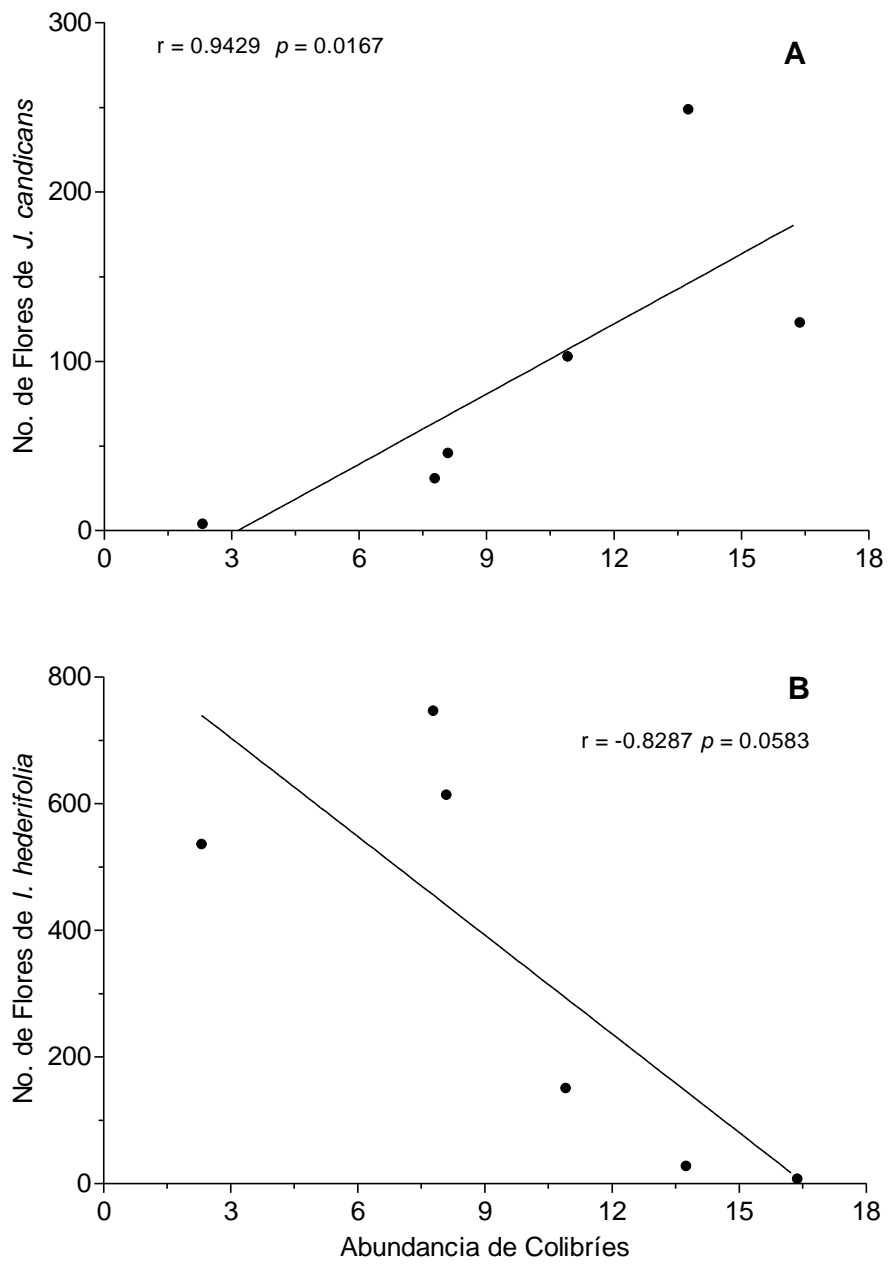 r = 0.9429 p = 0.0167
A
No. de Flores de J. candicans
300
200
100
0
0 3 6 9 12 15 18
B
r = -0.8287 p = 0.0583
No. de Flores de I. hederifolia
800
600
400
200
0
0 3 6 9 12 15 18
Abundancia de Colibríes